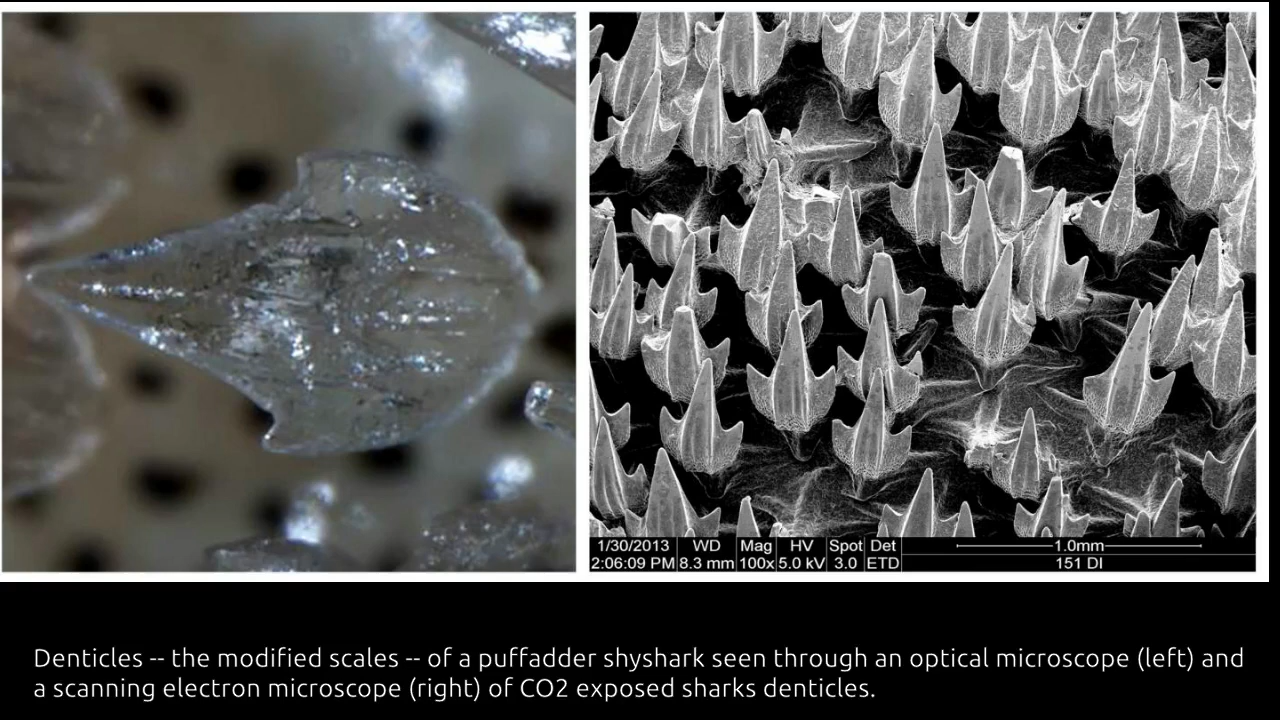 1/30/2013 WD Mag HV Spot Det 1.0mm
2:06:09 PM 8.3 mm 100x 5.0 kV 3.0 ETD 151 DI
Denticles -- the modified scales -- of a puffadder shyshark seen through an optical microscope (left) and
a scanning electron microscope (right) of CO2 exposed sharks denticles.